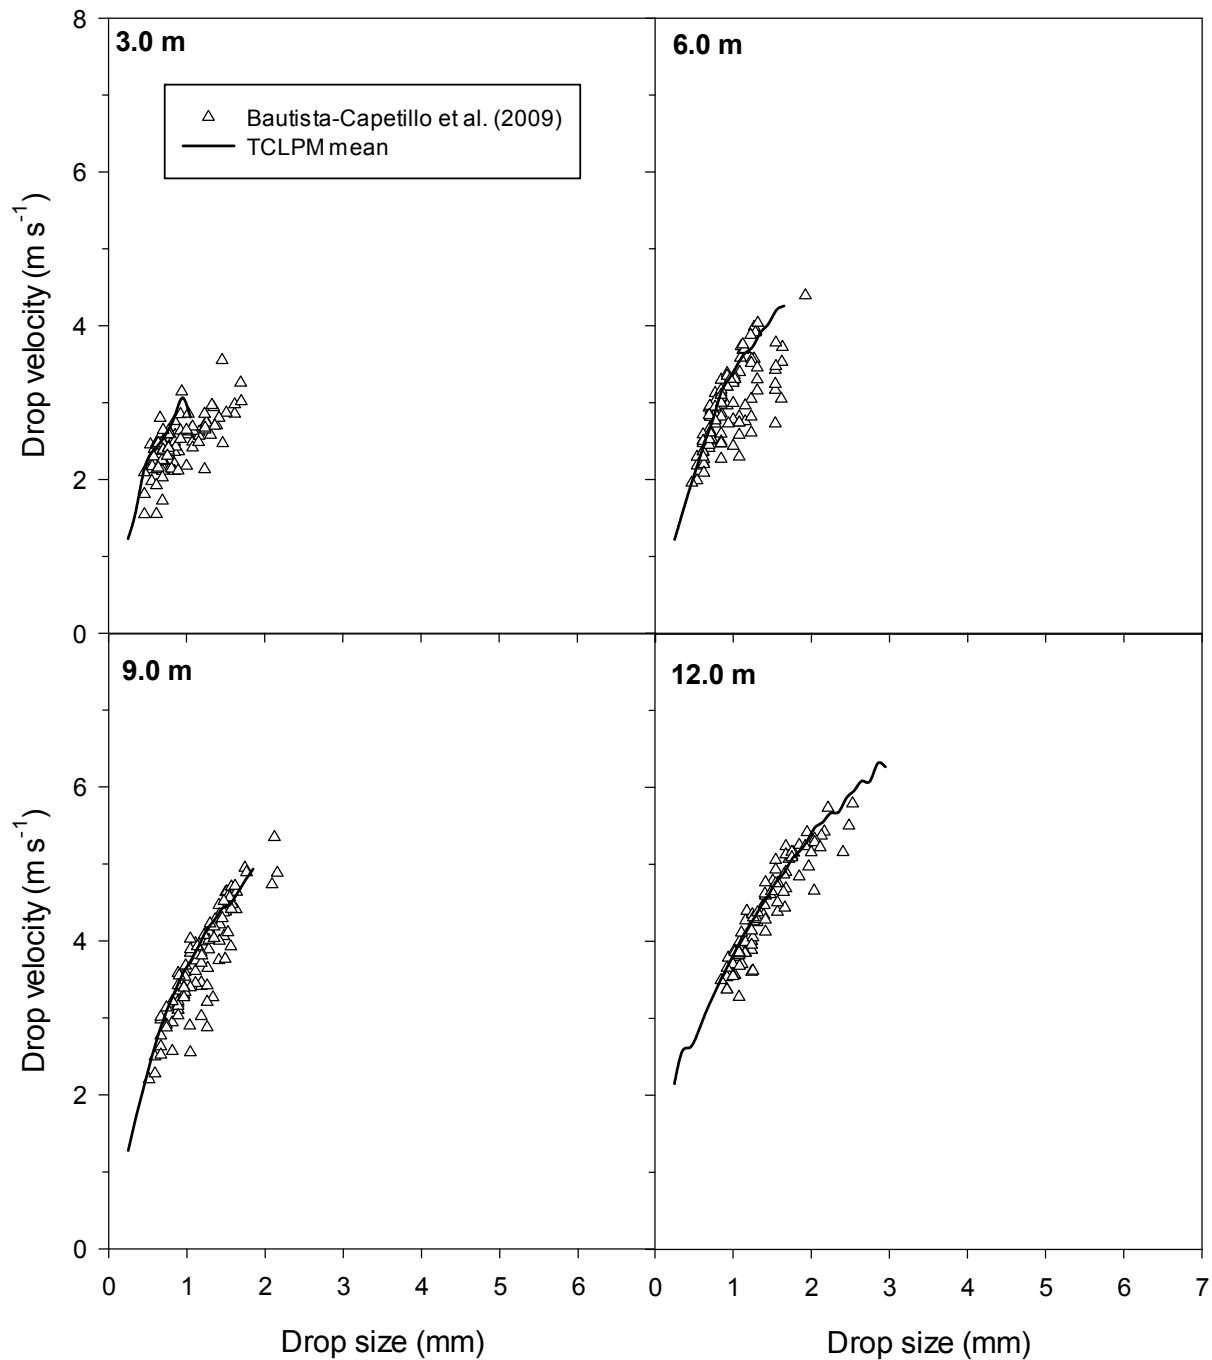 8
3.0 m
6.0 m
Bautista-Capetillo et al. (2009)
TCLPM mean
6
Drop velocity (m s⁻¹)
4
2
0
9.0 m
12.0 m
6
Drop velocity (m s⁻¹)
4
2
0
0 1 2 3 4 5 6 0 1 2 3 4 5 6 7
Drop size (mm) Drop size (mm)